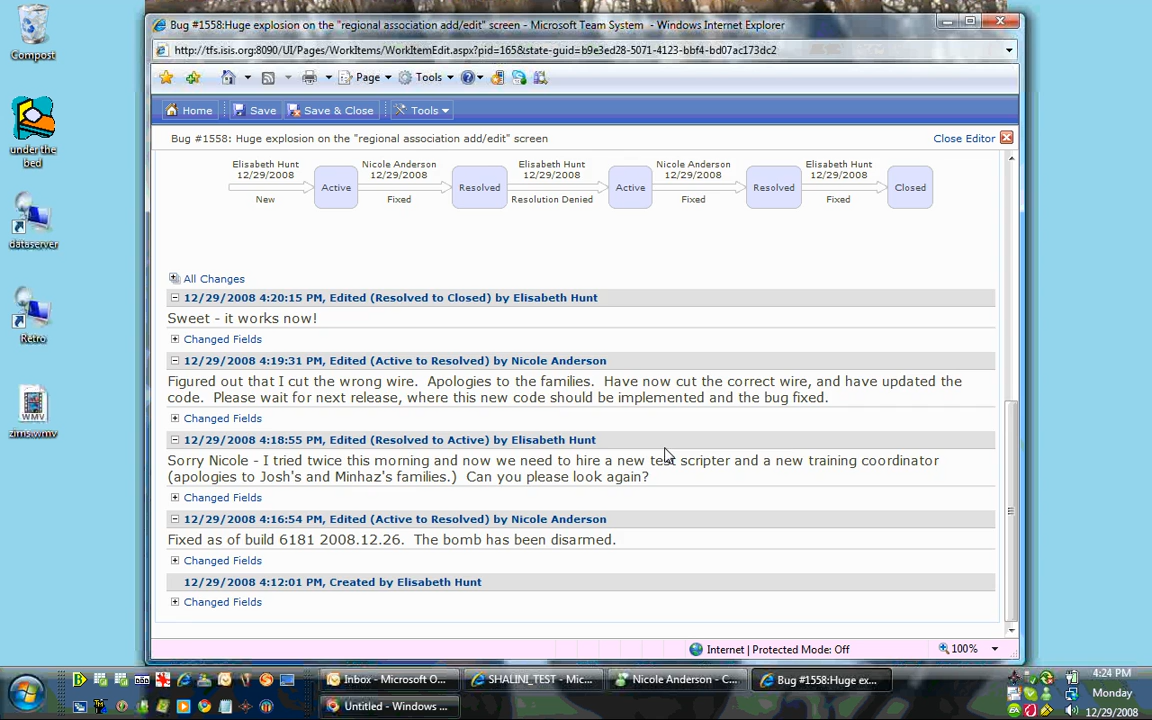 Bug #1558:Huge explosion on the "regional association add/edit" screen - Microsoft Team System - Windows Internet Explorer
http://tfs.isis.org:8090/UI/Pages/WorkItems/WorkItemEdit.aspx?pid=165&state-guid=b9e3ed28-5071-4123-bbf4-bd07ac173dc2
Page Tools
Home Save Save & Close Tools
Bug #1558: Huge explosion on the "regional association add/edit" screen Close Editor
Elisabeth Hunt Nicole Anderson Elisabeth Hunt Nicole Anderson Elisabeth Hunt
12/29/2008 12/29/2008 12/29/2008 12/29/2008 12/29/2008
Active Resolved Active Resolved Closed
New Fixed Resolution Denied Fixed Fixed
All Changes
12/29/2008 4:20:15 PM, Edited (Resolved to Closed) by Elisabeth Hunt
Sweet - it works now!
Changed Fields
12/29/2008 4:19:31 PM, Edited (Active to Resolved) by Nicole Anderson
Figured out that I cut the wrong wire. Apologies to the families. Have now cut the correct wire, and have updated the
code. Please wait for next release, where this new code should be implemented and the bug fixed.
Changed Fields
12/29/2008 4:18:55 PM, Edited (Resolved to Active) by Elisabeth Hunt
Sorry Nicole - I tried twice this morning and now we need to hire a new test scripter and a new training coordinator
(apologies to Josh's and Minhaz's families.) Can you please look again?
Changed Fields
12/29/2008 4:16:54 PM, Edited (Active to Resolved) by Nicole Anderson
Fixed as of build 6181 2008.12.26. The bomb has been disarmed.
Changed Fields
12/29/2008 4:12:01 PM, Created by Elisabeth Hunt
Changed Fields
Internet | Protected Mode: Off 100%
Compost
under the
bed
dataserver
Retro
WMV
zims.wmv
Inbox - Microsoft O... SHALINI_TEST - Mic... Nicole Anderson - C... Bug #1558:Huge ex...
Untitled - Windows ...
4:24 PM
Monday
12/29/2008